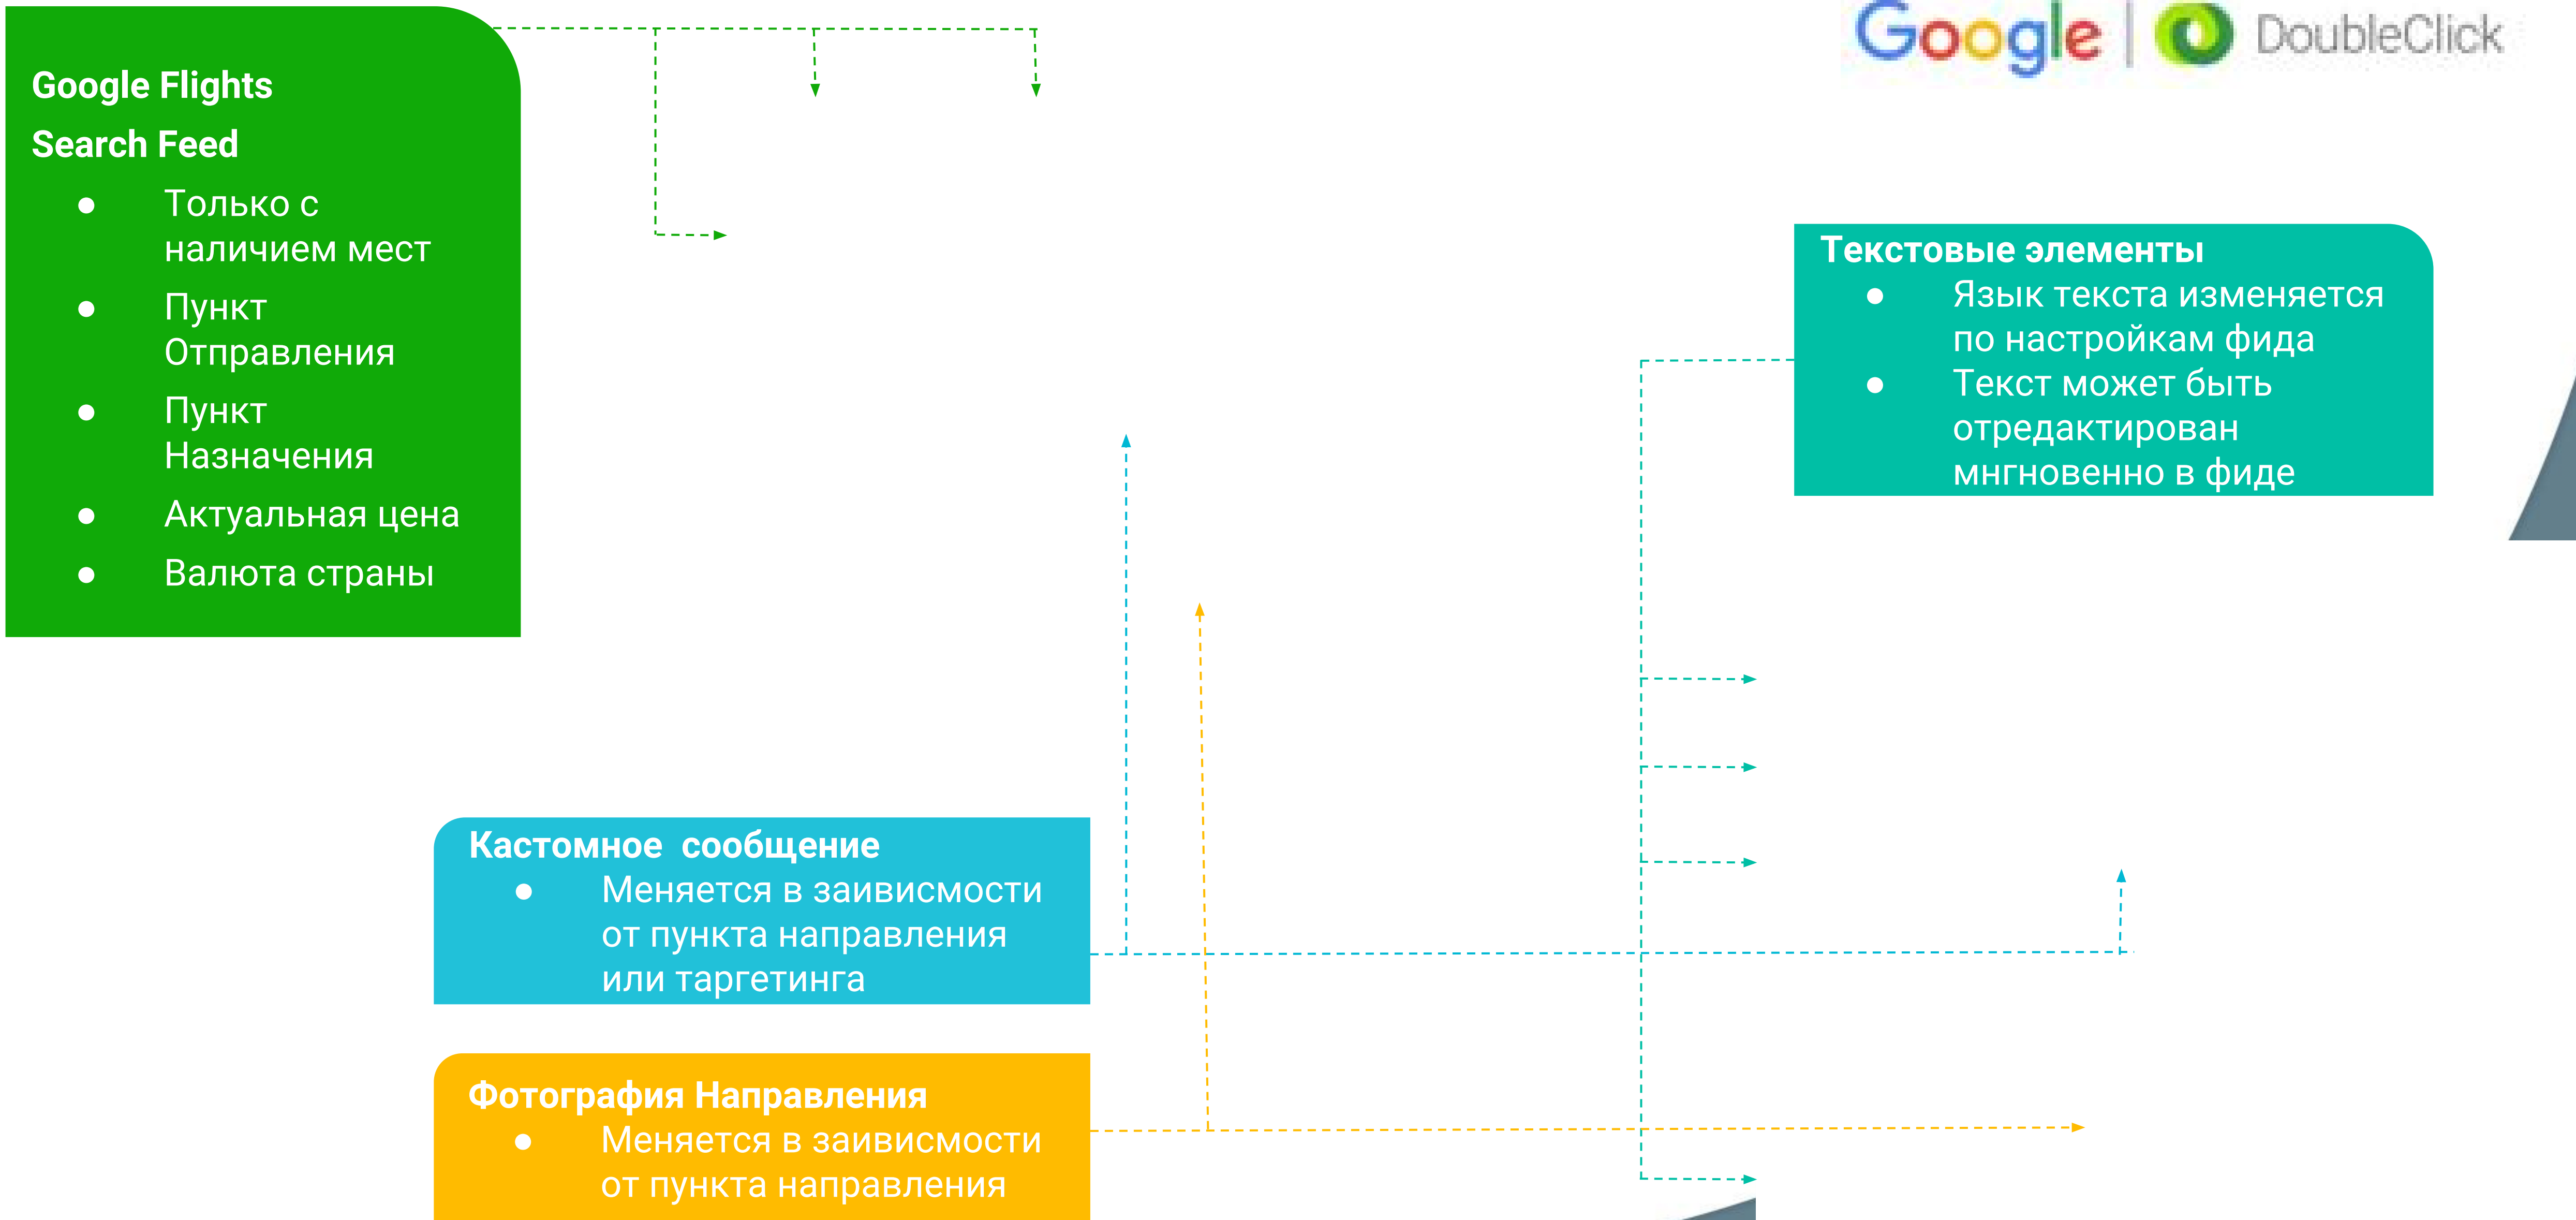 Google | DoubleClick
Google Flights
Search Feed
● Только с
наличием мест
● Пункт
Отправления
● Пункт
Назначения
● Актуальная цена
● Валюта страны
Текстовые элементы
● Язык текста изменяется
по настройкам фида
● Текст может быть
отредактирован
мнгновенно в фиде
Кастомное сообщение
● Меняется в заивисмости
от пункта направления
или таргетинга
Фотография Направления
● Меняется в заивисмости
от пункта направления